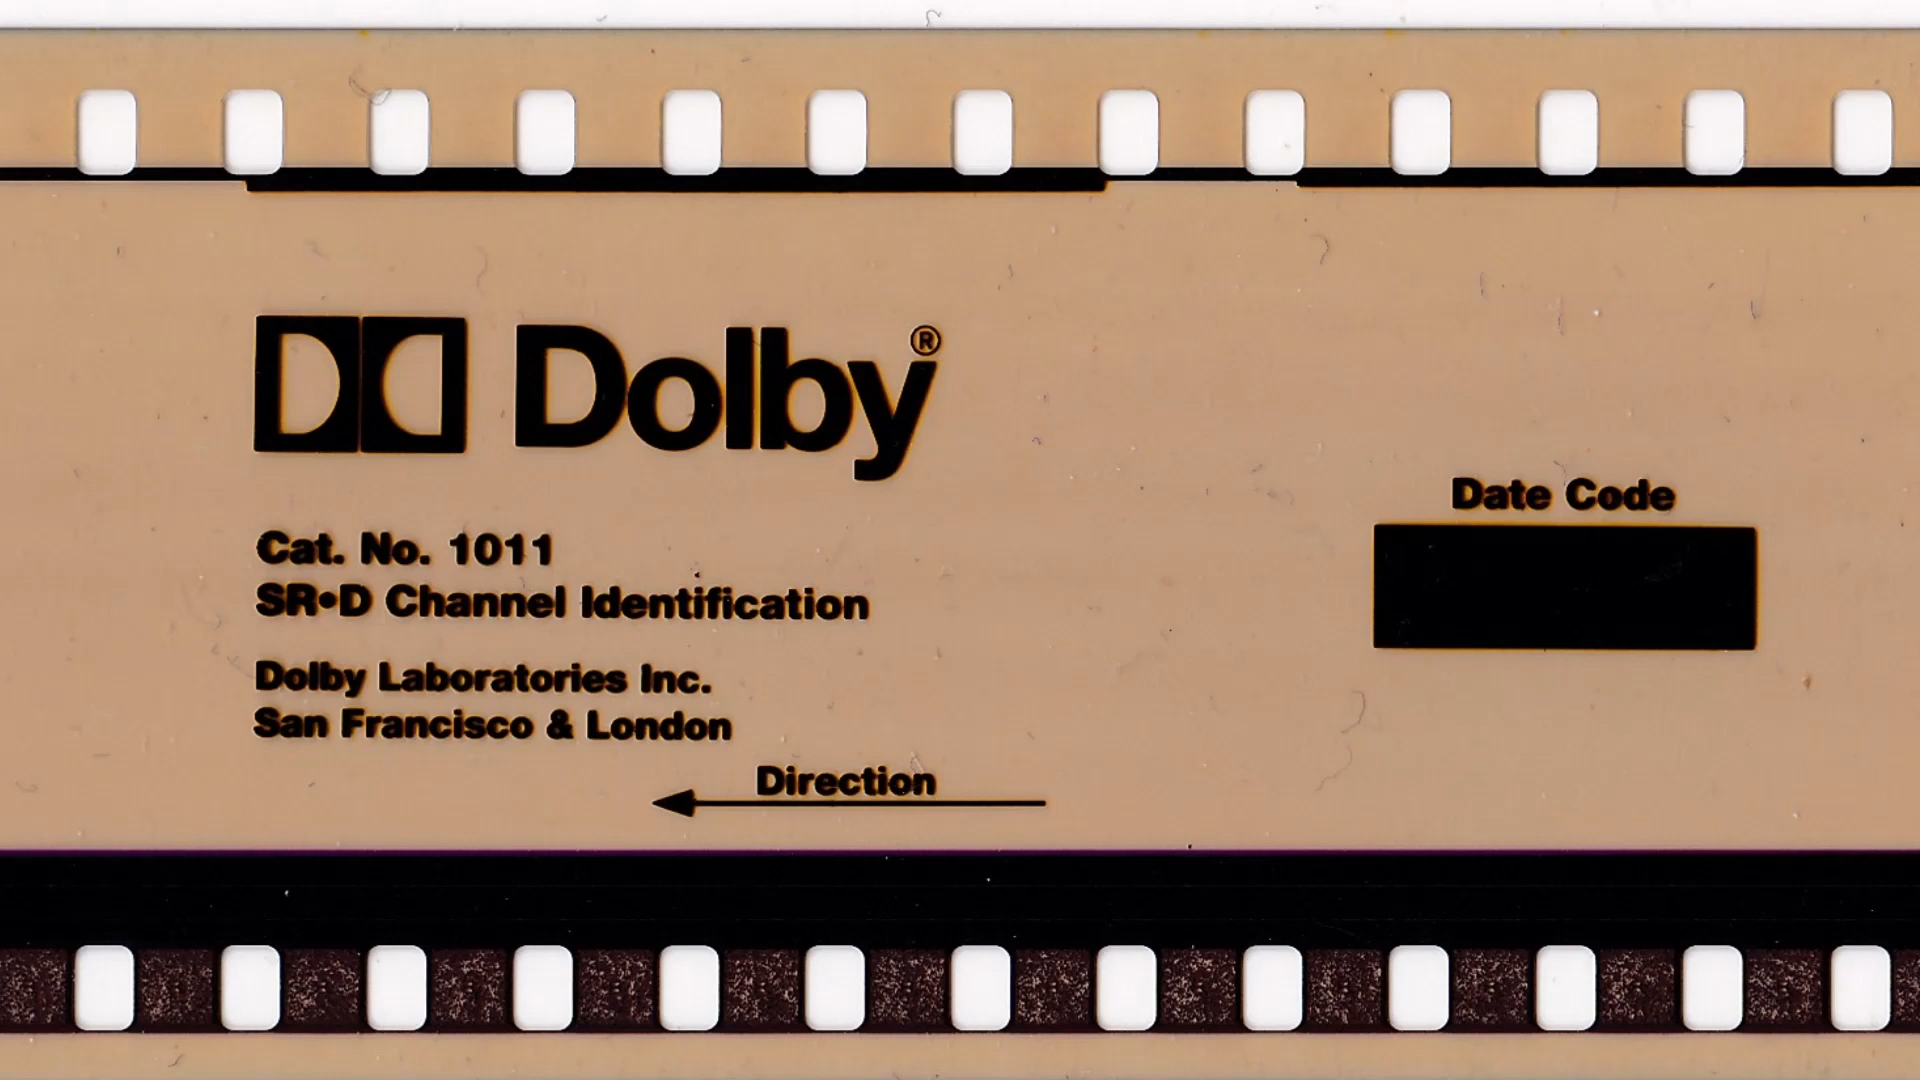 Dolby®
Cat. No. 1011
SR•D Channel Identification
Dolby Laboratories Inc.
San Francisco & London
Direction
Date Code